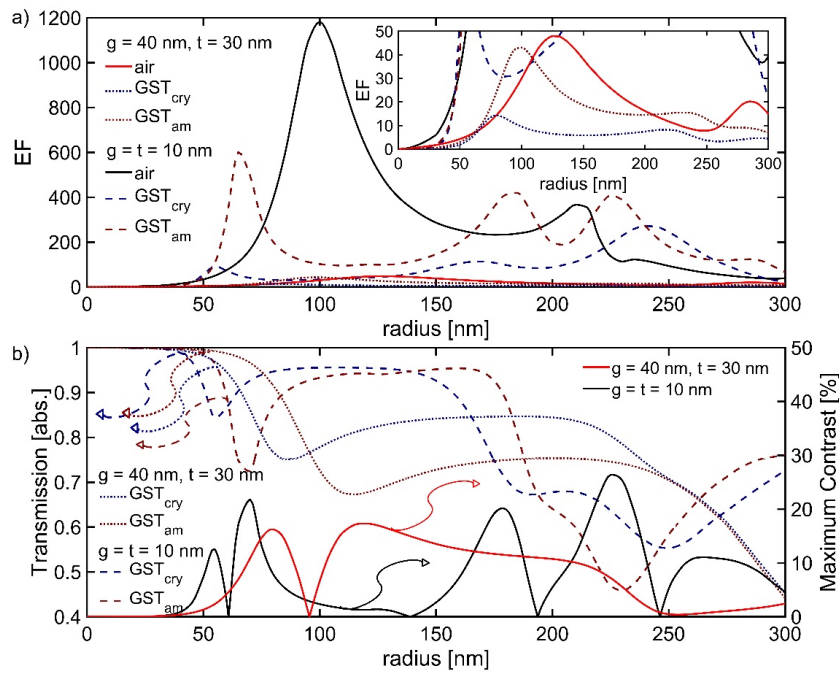 a)
1200
1000
800
600
400
200
0
EF
g = 40 nm, t = 30 nm
air
GSTcry
GSTam
g = t = 10 nm
air
GSTcry
GSTam
50
40
30
20
10
0
EF
0 50 100 150 200 250 300
radius [nm]
0 50 100 150 200 250 300
radius [nm]
b)
1
0.9
0.8
0.7
0.6
0.5
0.4
Transmission [abs.]
g = 40 nm, t = 30 nm
g = t = 10 nm
g = 40 nm, t = 30 nm
GSTcry
GSTam
g = t = 10 nm
GSTcry
GSTam
50
40
30
20
10
0
Maximum Contrast [%]
0 50 100 150 200 250 300
radius [nm]